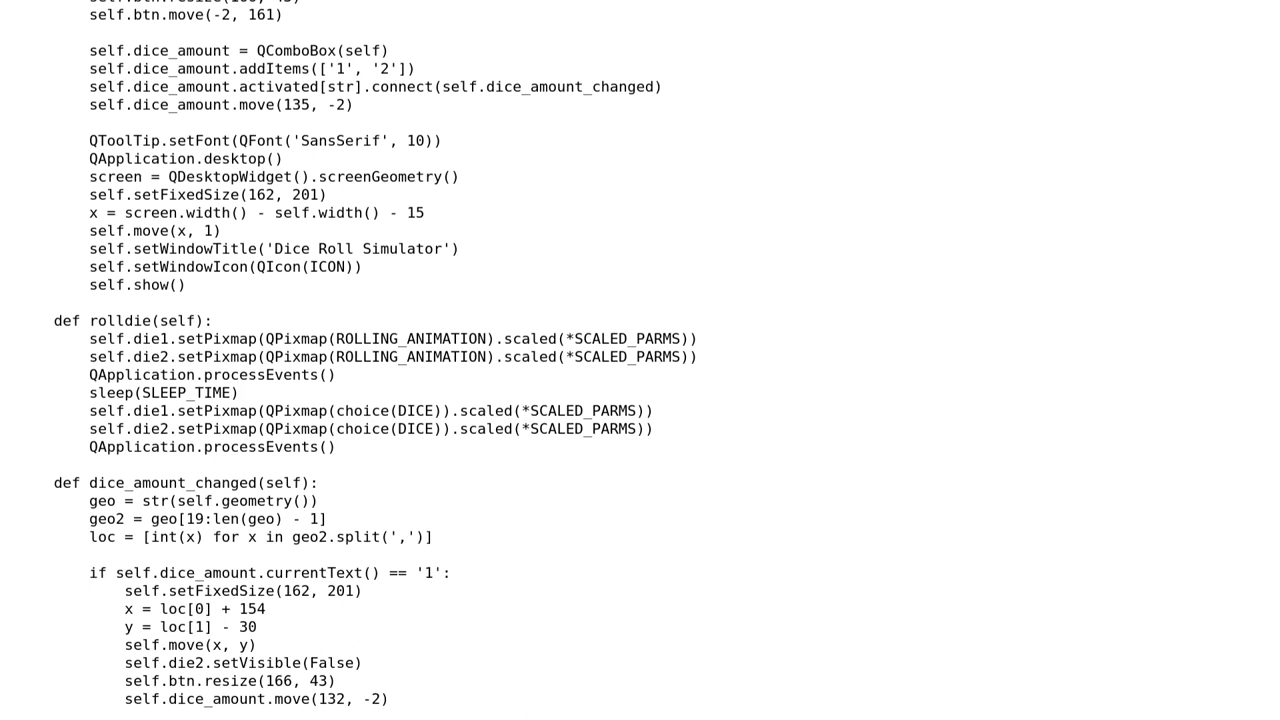 self.btn.resize(166, 43)
self.btn.move(-2, 161)
self.dice_amount = QComboBox(self)
self.dice_amount.addItems(['1', '2'])
self.dice_amount.activated[str].connect(self.dice_amount_changed)
self.dice_amount.move(135, -2)
QToolTip.setFont(QFont('SansSerif', 10))
QApplication.desktop()
screen = QDesktopWidget().screenGeometry()
self.setFixedSize(162, 201)
x = screen.width() - self.width() - 15
self.move(x, 1)
self.setWindowTitle('Dice Roll Simulator')
self.setWindowIcon(QIcon(ICON))
self.show()
def rolldie(self):
self.die1.setPixmap(QPixmap(ROLLING_ANIMATION).scaled(*SCALED_PARMS))
self.die2.setPixmap(QPixmap(ROLLING_ANIMATION).scaled(*SCALED_PARMS))
QApplication.processEvents()
sleep(SLEEP_TIME)
self.die1.setPixmap(QPixmap(choice(DICE)).scaled(*SCALED_PARMS))
self.die2.setPixmap(QPixmap(choice(DICE)).scaled(*SCALED_PARMS))
QApplication.processEvents()
def dice_amount_changed(self):
geo = str(self.geometry())
geo2 = geo[19:len(geo) - 1]
loc = [int(x) for x in geo2.split(',')]
if self.dice_amount.currentText() == '1':
self.setFixedSize(162, 201)
x = loc[0] + 154
y = loc[1] - 30
self.move(x, y)
self.die2.setVisible(False)
self.btn.resize(166, 43)
self.dice_amount.move(132, -2)